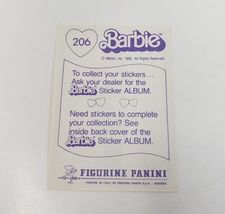 206
Barbie
© Mattel, Inc. 1983. All Rights Reserved.
To collect your stickers...
Ask your dealer for the
Barbie Sticker ALBUM.
Need stickers to complete
your collection? See
inside back cover of the
Barbie Sticker ALBUM.
FIGURINE PANINI
PRINTED IN ITALY BY EDIZIONI PANINI S.p.A. MODENA